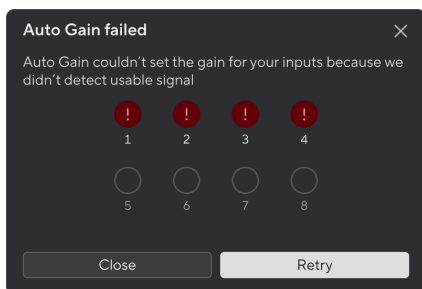 Auto Gain failed
Auto Gain couldn't set the gain for your inputs because we
didn't detect usable signal
! ! ! !
1 2 3 4
5 6 7 8
Close Retry